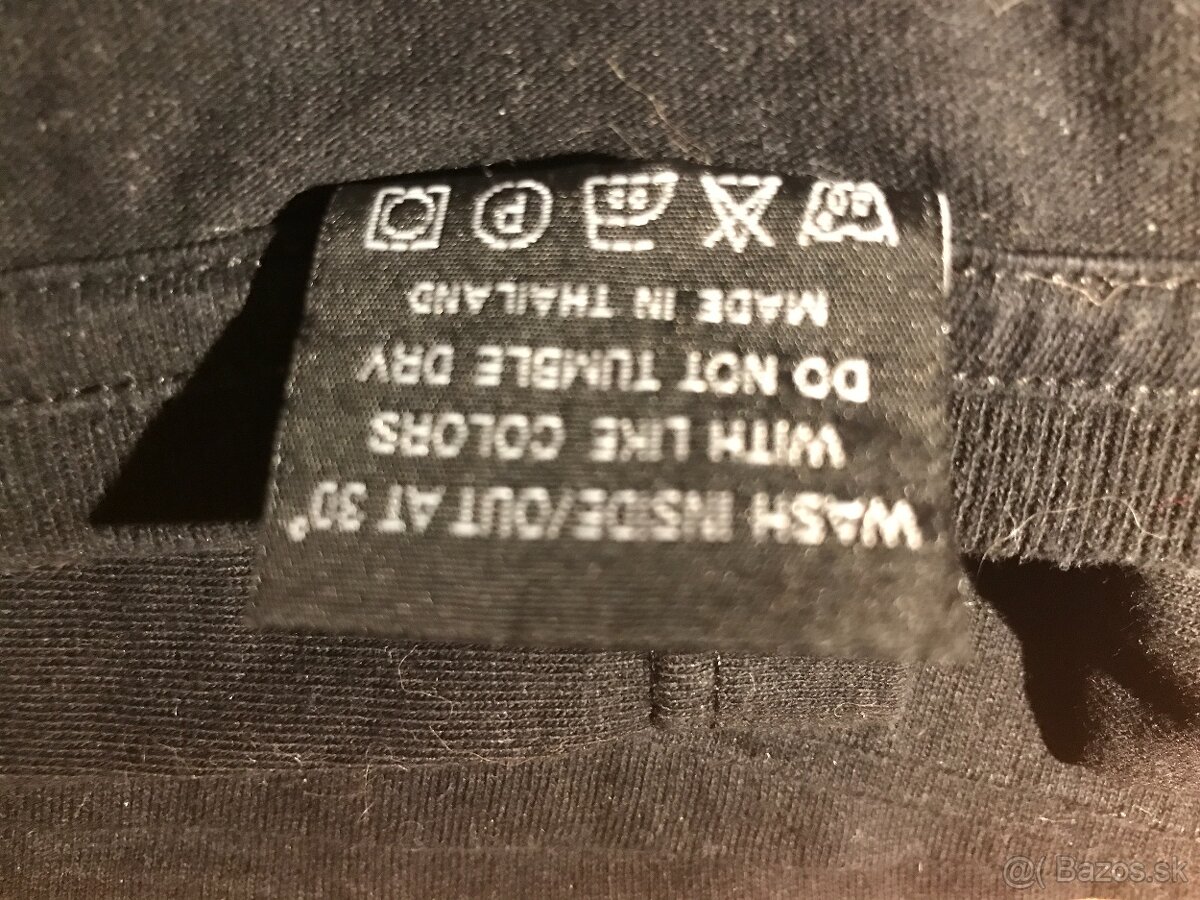 WASH INSIDE/OUT AT 30°
WITH LIKE COLORS
DO NOT TUMBLE DRY
MADE IN THAILAND
P
@( Bazos.sk